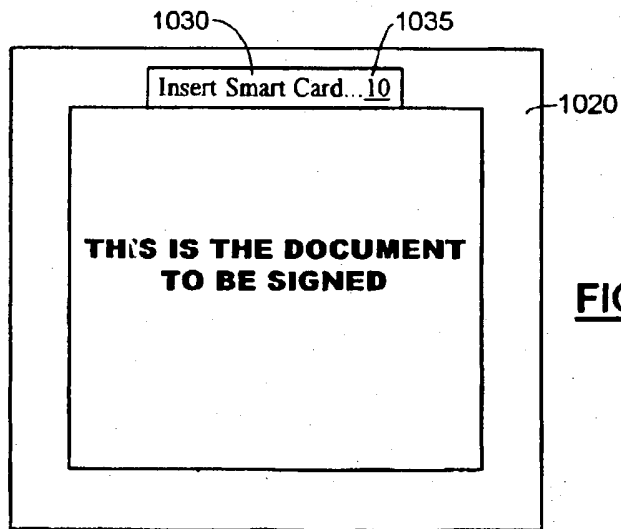 1030 1035
Insert Smart Card...10
1020
THIS IS THE DOCUMENT
TO BE SIGNED